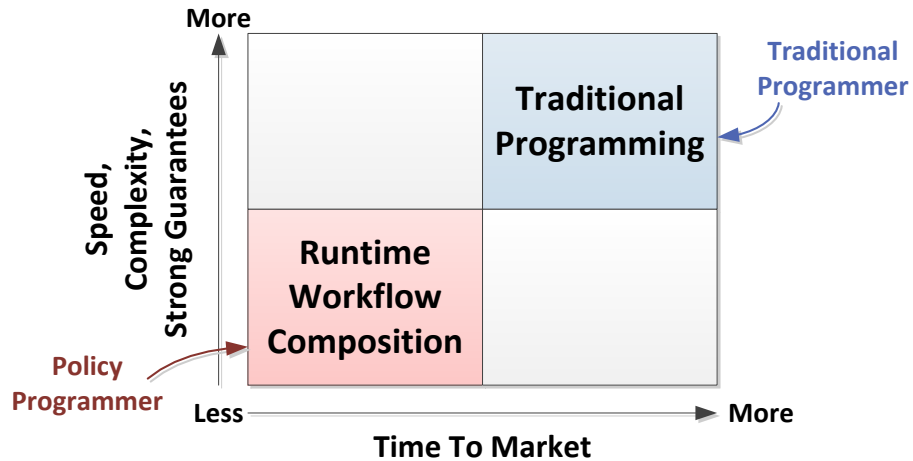 More
Speed,
Complexity,
Strong Guarantees
Traditional
Programming
Traditional
Programmer
Runtime
Workflow
Composition
Policy
Programmer
Less
More
Time To Market